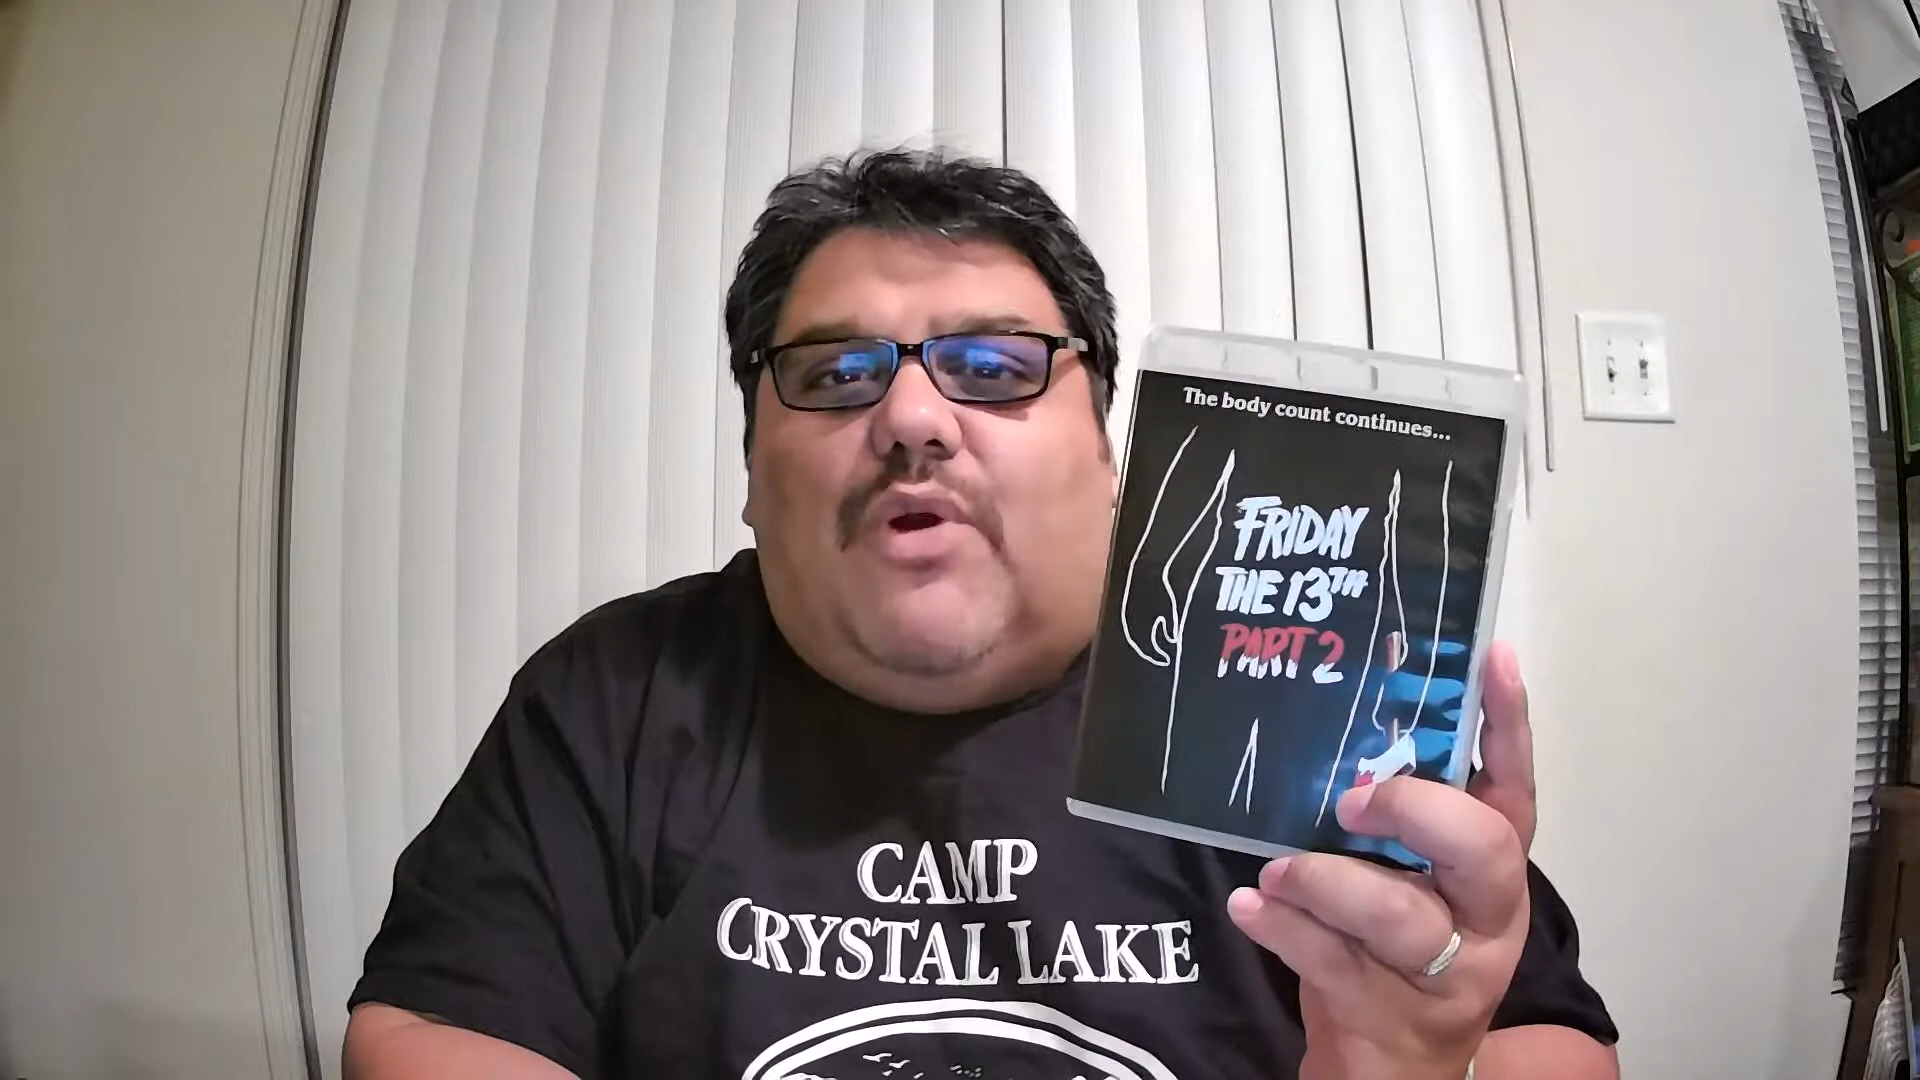 The body count continues...
FRIDAY
THE 13TH
PART 2
CAMP
CRYSTAL LAKE